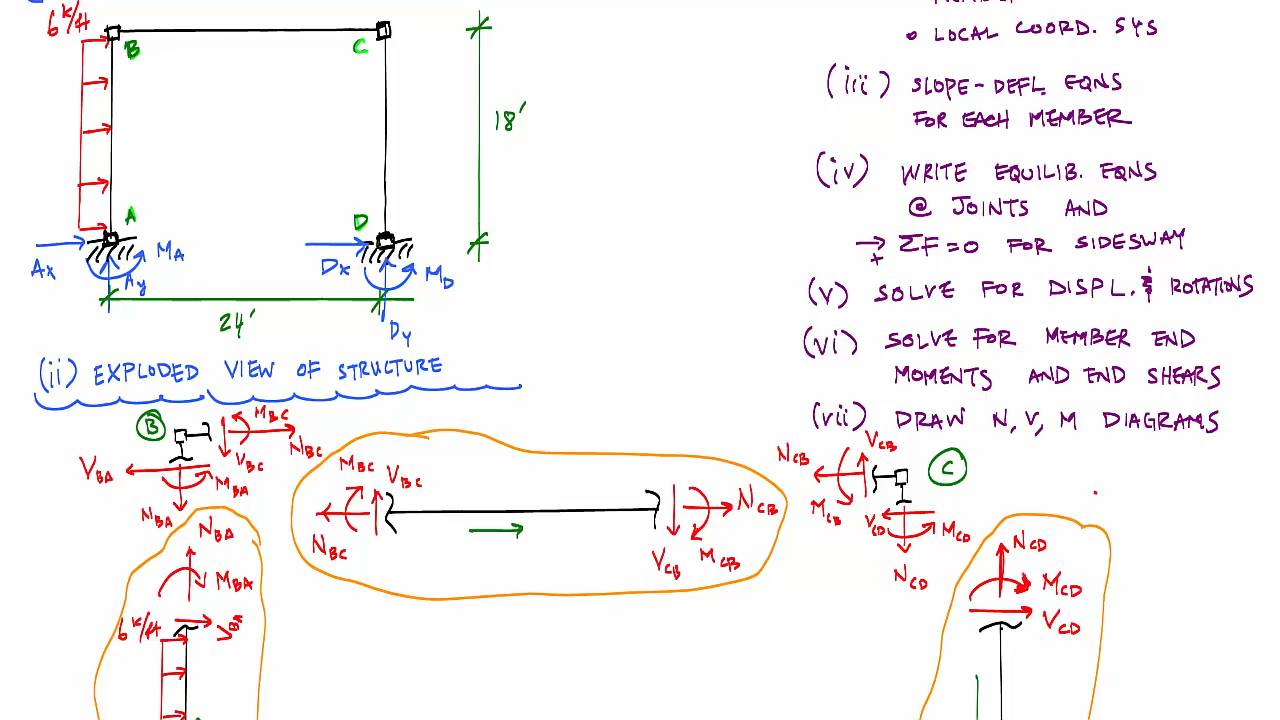 6 k/ft
B
C
18'
A
D
Ax
Ay
MA
Dx
MD
Dy
24'
(ii) EXPLODED VIEW OF STRUCTURE
B
MBC
NBC
VBC
VBA
MBA
NBA
MBC
VBC
NBC
NCB
VCB
MCB
NBA
MBA
6 k/ft
VBA
LOCAL COORD. SYS
(iii) SLOPE-DEFL. EQNS
FOR EACH MEMBER
(iv) WRITE EQUILIB. EQNS
@ JOINTS AND
→+ ΣF=0 FOR SIDESWAY
(v) SOLVE FOR DISPL. & ROTATIONS
(vi) SOLVE FOR MEMBER END
MOMENTS AND END SHEARS
(vii) DRAW N, V, M DIAGRAMS
VCB
NCB
C
MCB
VCD
MCD
NCD
NCD
MCD
VCD